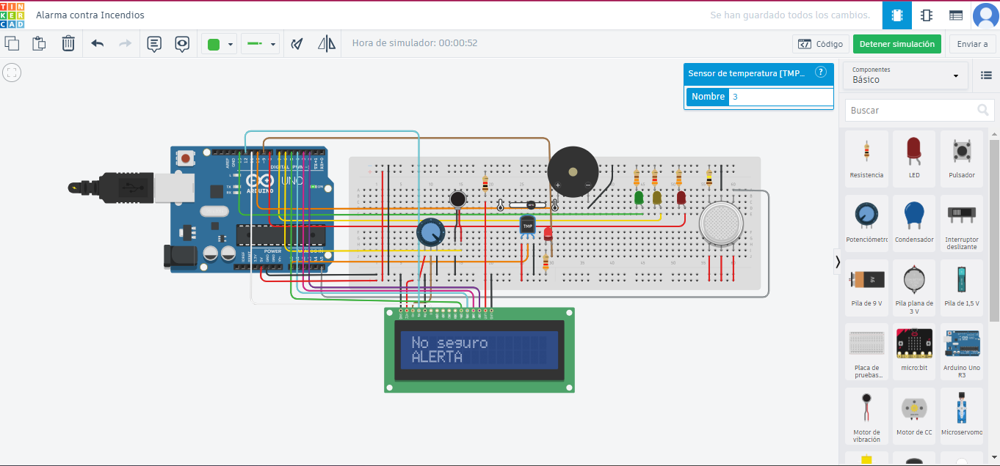 TIN
KER
CAD
Alarma contra Incendios
Se han guardado todos los cambios.
Hora de simulador: 00:00:52
Código
Detener simulación
Enviar a
Sensor de temperatura [TMP...
?
Nombre
3
Componentes
Básico
Buscar
Resistencia
LED
Pulsador
Potenciómetro
Condensador
Interruptor
deslizante
9V
Pila de 9 V
Pila plana de
3 V
Pila de 1,5 V
Placa de
pruebas...
micro:bit
Arduino Uno
R3
Motor de
vibración
Motor de CC
Microservomo
DIGITAL
UNO
ARDUINO
ON
POWER
TMP
No seguro
ALERTA